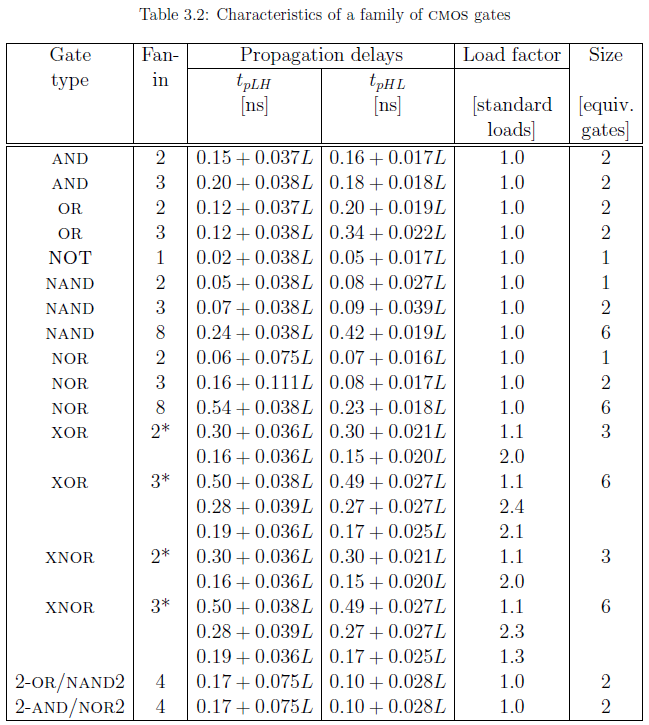 Table 3.2: Characteristics of a family of CMOS gates
Gate Fan- Propagation delays Load factor Size
type in tpLH tpHL
[ns] [ns] [standard [equiv.
loads] gates]
AND 2 0.15 + 0.037L 0.16 + 0.017L 1.0 2
AND 3 0.20 + 0.038L 0.18 + 0.018L 1.0 2
OR 2 0.12 + 0.037L 0.20 + 0.019L 1.0 2
OR 3 0.12 + 0.038L 0.34 + 0.022L 1.0 2
NOT 1 0.02 + 0.038L 0.05 + 0.017L 1.0 1
NAND 2 0.05 + 0.038L 0.08 + 0.027L 1.0 1
NAND 3 0.07 + 0.038L 0.09 + 0.039L 1.0 2
NAND 8 0.24 + 0.038L 0.42 + 0.019L 1.0 6
NOR 2 0.06 + 0.075L 0.07 + 0.016L 1.0 1
NOR 3 0.16 + 0.111L 0.08 + 0.017L 1.0 2
NOR 8 0.54 + 0.038L 0.23 + 0.018L 1.0 6
XOR 2* 0.30 + 0.036L 0.30 + 0.021L 1.1 3
0.16 + 0.036L 0.15 + 0.020L 2.0
XOR 3* 0.50 + 0.038L 0.49 + 0.027L 1.1 6
0.28 + 0.039L 0.27 + 0.027L 2.4
0.19 + 0.036L 0.17 + 0.025L 2.1
XNOR 2* 0.30 + 0.036L 0.30 + 0.021L 1.1 3
0.16 + 0.036L 0.15 + 0.020L 2.0
XNOR 3* 0.50 + 0.038L 0.49 + 0.027L 1.1 6
0.28 + 0.039L 0.27 + 0.027L 2.3
0.19 + 0.036L 0.17 + 0.025L 1.3
2-OR/NAND2 4 0.17 + 0.075L 0.10 + 0.028L 1.0 2
2-AND/NOR2 4 0.17 + 0.075L 0.10 + 0.028L 1.0 2